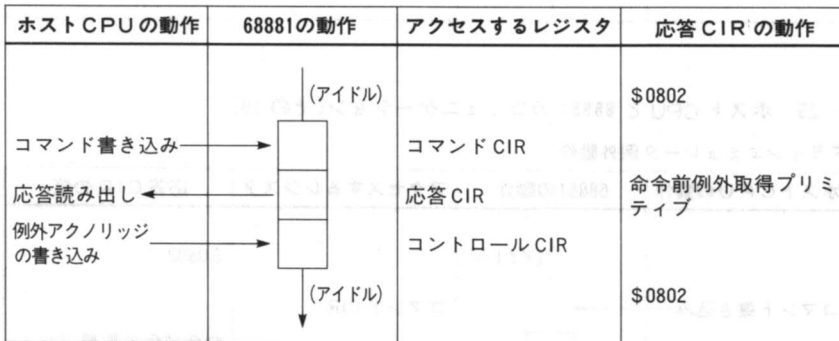 ホストCPUの動作 68881の動作 アクセスするレジスタ 応答CIRの動作
(アイドル) $0802
コマンド書き込み コマンドCIR
応答読み出し 応答CIR 命令前例外取得プリミ
ティブ
例外アクノリッジ
の書き込み コントロールCIR
(アイドル) $0802